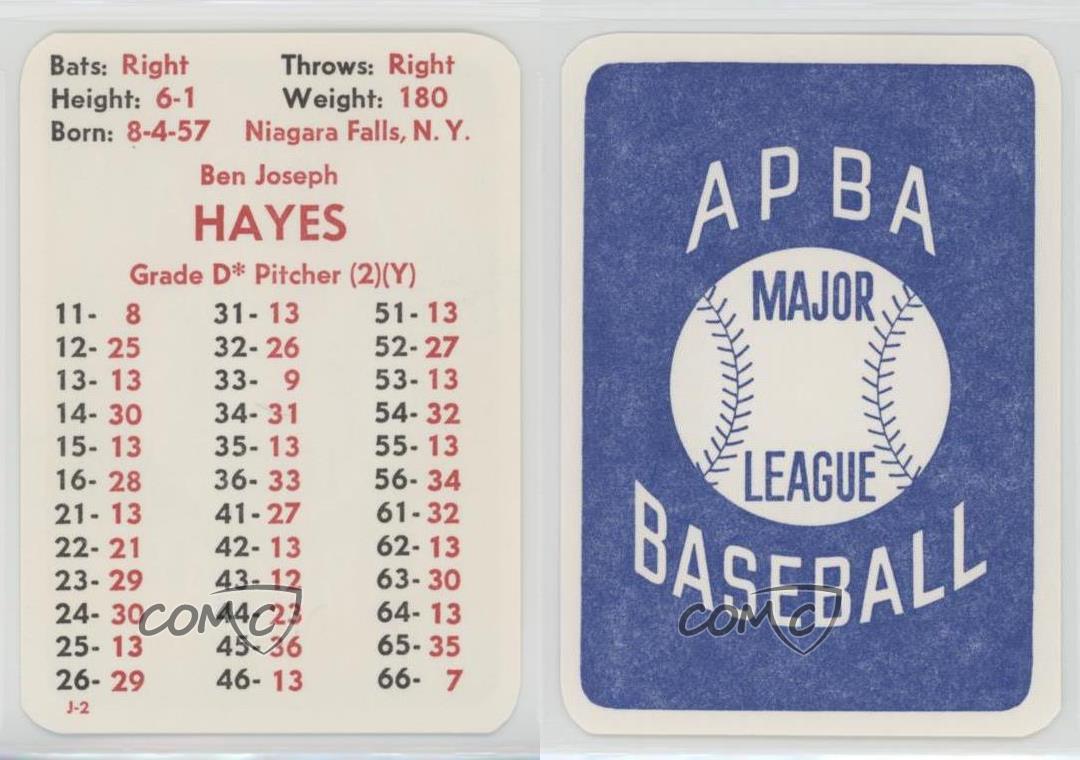 Bats: Right Throws: Right
Height: 6-1 Weight: 180
Born: 8-4-57 Niagara Falls, N. Y.
Ben Joseph
HAYES
Grade D* Pitcher (2)(Y)
11- 8 31- 13 51- 13
12- 25 32- 26 52- 27
13- 13 33- 9 53- 13
14- 30 34- 31 54- 32
15- 13 35- 13 55- 13
16- 28 36- 33 56- 34
21- 13 41- 27 61- 32
22- 21 42- 13 62- 13
23- 29 43- 12 63- 30
24- 30 44- 23 64- 13
25- 13 45- 36 65- 35
26- 29 46- 13 66- 7
J-2
COMC
APBA
MAJOR
LEAGUE
BASEBALL
COMC